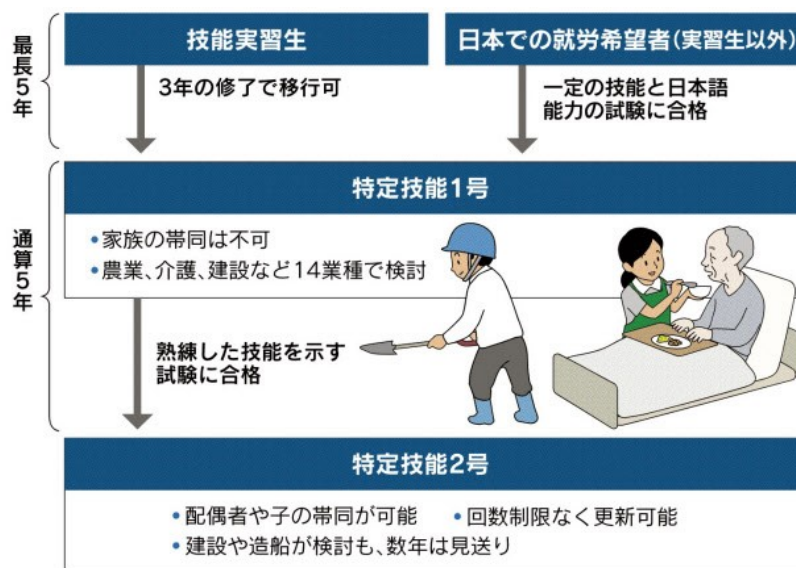 最長5年
技能実習生
日本での就労希望者(実習生以外)
3年の修了で移行可
一定の技能と日本語
能力の試験に合格
通算5年
特定技能1号
•家族の帯同は不可
•農業、介護、建設など14業種で検討
熟練した技能を示す
試験に合格
特定技能2号
•配偶者や子の帯同が可能 •回数制限なく更新可能
•建設や造船が検討も、数年は見送り